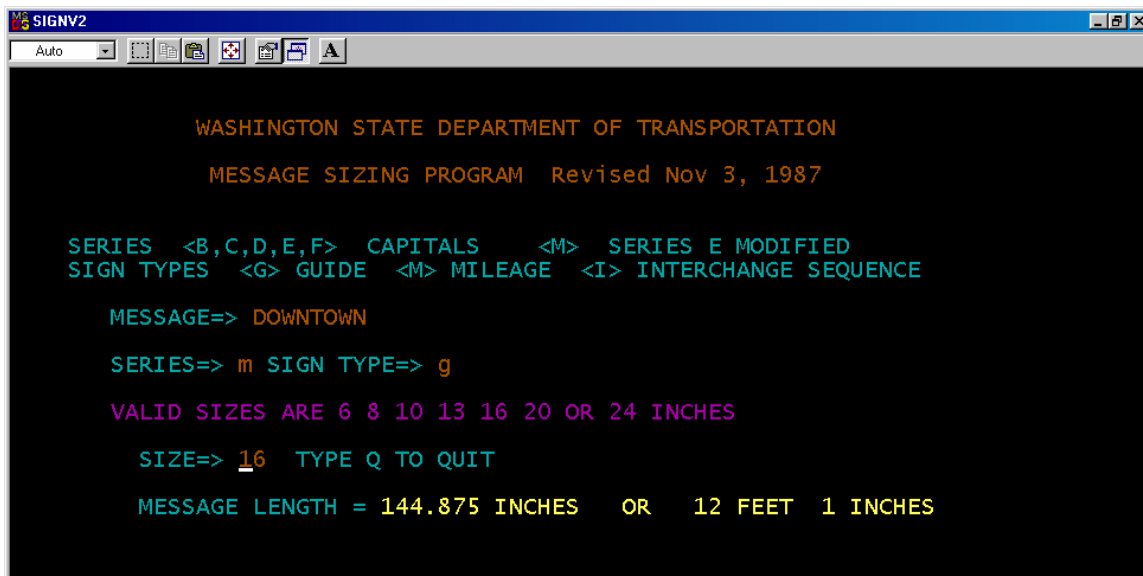 SIGNV2
Auto
A
WASHINGTON STATE DEPARTMENT OF TRANSPORTATION
MESSAGE SIZING PROGRAM  Revised Nov 3, 1987
SERIES  <B,C,D,E,F>  CAPITALS    <M>  SERIES E MODIFIED
SIGN TYPES  <G> GUIDE  <M> MILEAGE  <I> INTERCHANGE SEQUENCE
MESSAGE=> DOWNTOWN
SERIES=> m SIGN TYPE=> g
VALID SIZES ARE 6 8 10 13 16 20 OR 24 INCHES
SIZE=> 16  TYPE Q TO QUIT
MESSAGE LENGTH = 144.875 INCHES   OR   12 FEET  1 INCHES